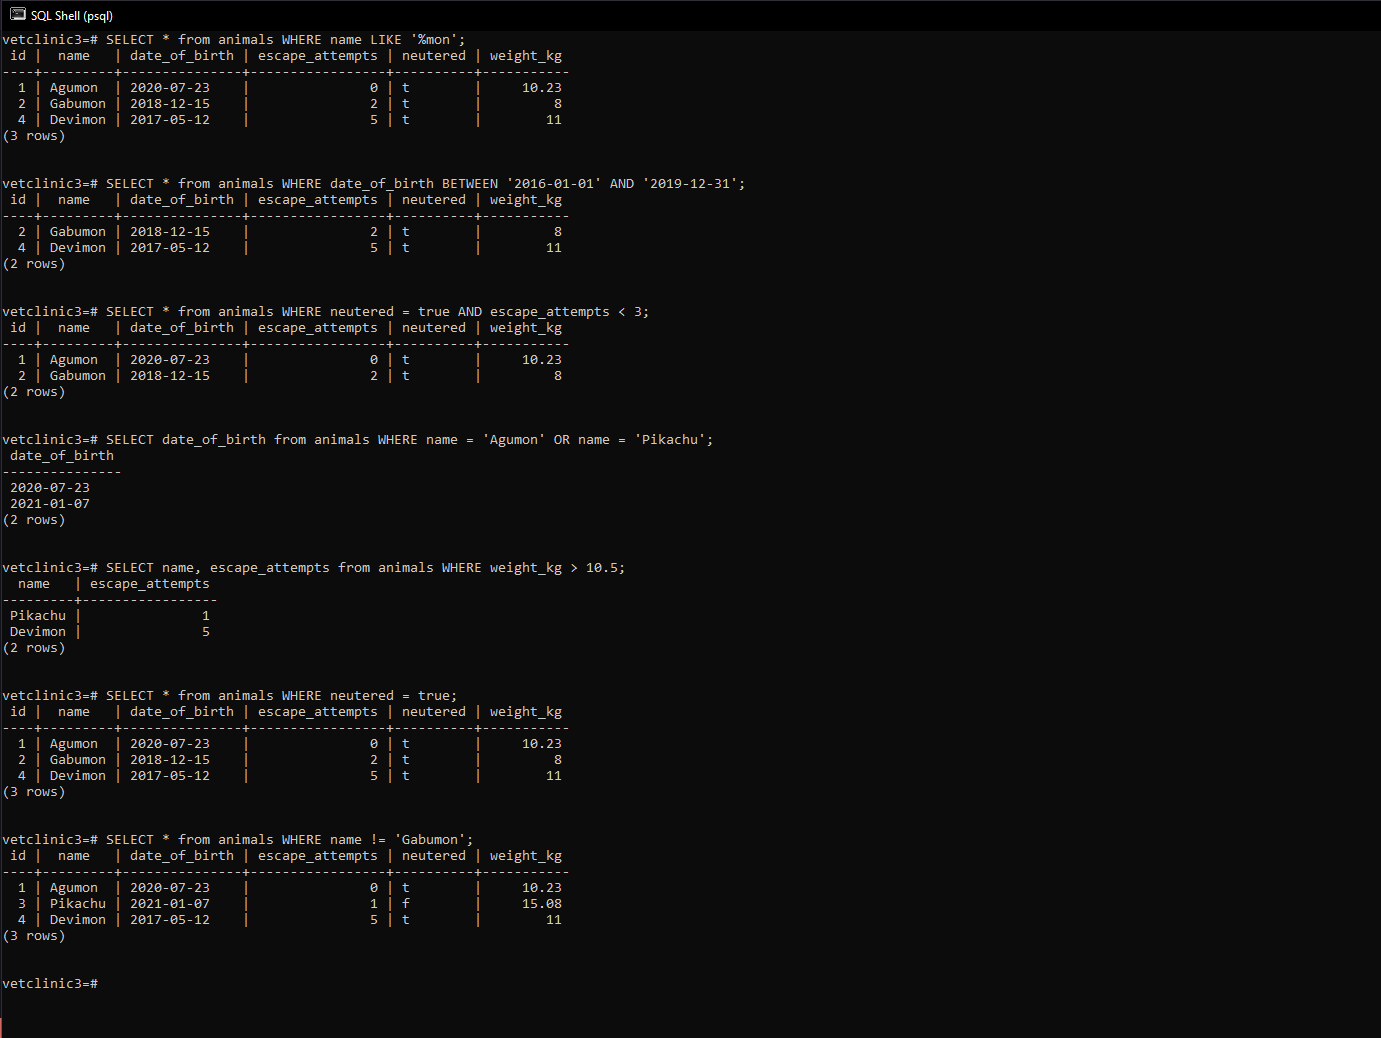 SQL Shell (psql)
vetclinic3=# SELECT * from animals WHERE name LIKE '%mon';
 id |  name   | date_of_birth | escape_attempts | neutered | weight_kg
----+---------+---------------+-----------------+----------+-----------
  1 | Agumon  | 2020-07-23    |               0 | t        |     10.23
  2 | Gabumon | 2018-12-15    |               2 | t        |         8
  4 | Devimon | 2017-05-12    |               5 | t        |        11
(3 rows)
vetclinic3=# SELECT * from animals WHERE date_of_birth BETWEEN '2016-01-01' AND '2019-12-31';
 id |  name   | date_of_birth | escape_attempts | neutered | weight_kg
----+---------+---------------+-----------------+----------+-----------
  2 | Gabumon | 2018-12-15    |               2 | t        |         8
  4 | Devimon | 2017-05-12    |               5 | t        |        11
(2 rows)
vetclinic3=# SELECT * from animals WHERE neutered = true AND escape_attempts < 3;
 id |  name   | date_of_birth | escape_attempts | neutered | weight_kg
----+---------+---------------+-----------------+----------+-----------
  1 | Agumon  | 2020-07-23    |               0 | t        |     10.23
  2 | Gabumon | 2018-12-15    |               2 | t        |         8
(2 rows)
vetclinic3=# SELECT date_of_birth from animals WHERE name = 'Agumon' OR name = 'Pikachu';
 date_of_birth
---------------
 2020-07-23
 2021-01-07
(2 rows)
vetclinic3=# SELECT name, escape_attempts from animals WHERE weight_kg > 10.5;
  name   | escape_attempts
---------+-----------------
 Pikachu |               1
 Devimon |               5
(2 rows)
vetclinic3=# SELECT * from animals WHERE neutered = true;
 id |  name   | date_of_birth | escape_attempts | neutered | weight_kg
----+---------+---------------+-----------------+----------+-----------
  1 | Agumon  | 2020-07-23    |               0 | t        |     10.23
  2 | Gabumon | 2018-12-15    |               2 | t        |         8
  4 | Devimon | 2017-05-12    |               5 | t        |        11
(3 rows)
vetclinic3=# SELECT * from animals WHERE name != 'Gabumon';
 id |  name   | date_of_birth | escape_attempts | neutered | weight_kg
----+---------+---------------+-----------------+----------+-----------
  1 | Agumon  | 2020-07-23    |               0 | t        |     10.23
  3 | Pikachu | 2021-01-07    |               1 | f        |     15.08
  4 | Devimon | 2017-05-12    |               5 | t        |        11
(3 rows)
vetclinic3=#